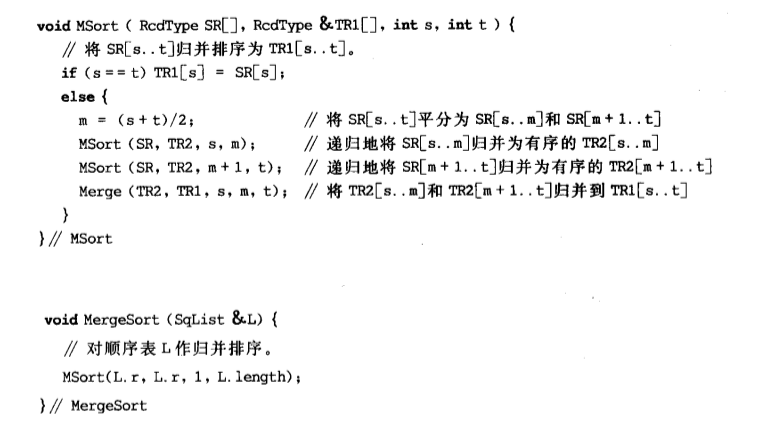 void MSort ( RcdType SR[], RcdType &TR1[], int s, int t ) {
// 将 SR[s..t]归并排序为 TR1[s..t]。
if (s == t) TR1[s] = SR[s];
else {
m = (s + t)/2; // 将 SR[s..t]平分为 SR[s..m]和 SR[m + 1..t]
MSort (SR, TR2, s, m); // 递归地将 SR[s..m]归并为有序的 TR2[s..m]
MSort (SR, TR2, m + 1, t); // 递归地将 SR[m + 1..t]归并为有序的 TR2[m + 1..t]
Merge (TR2, TR1, s, m, t); // 将 TR2[s..m]和 TR2[m + 1..t]归并到 TR1[s..t]
}
} // MSort
void MergeSort (SqList &L) {
// 对顺序表 L 作归并排序。
MSort(L. r, L. r, 1, L. length);
} // MergeSort